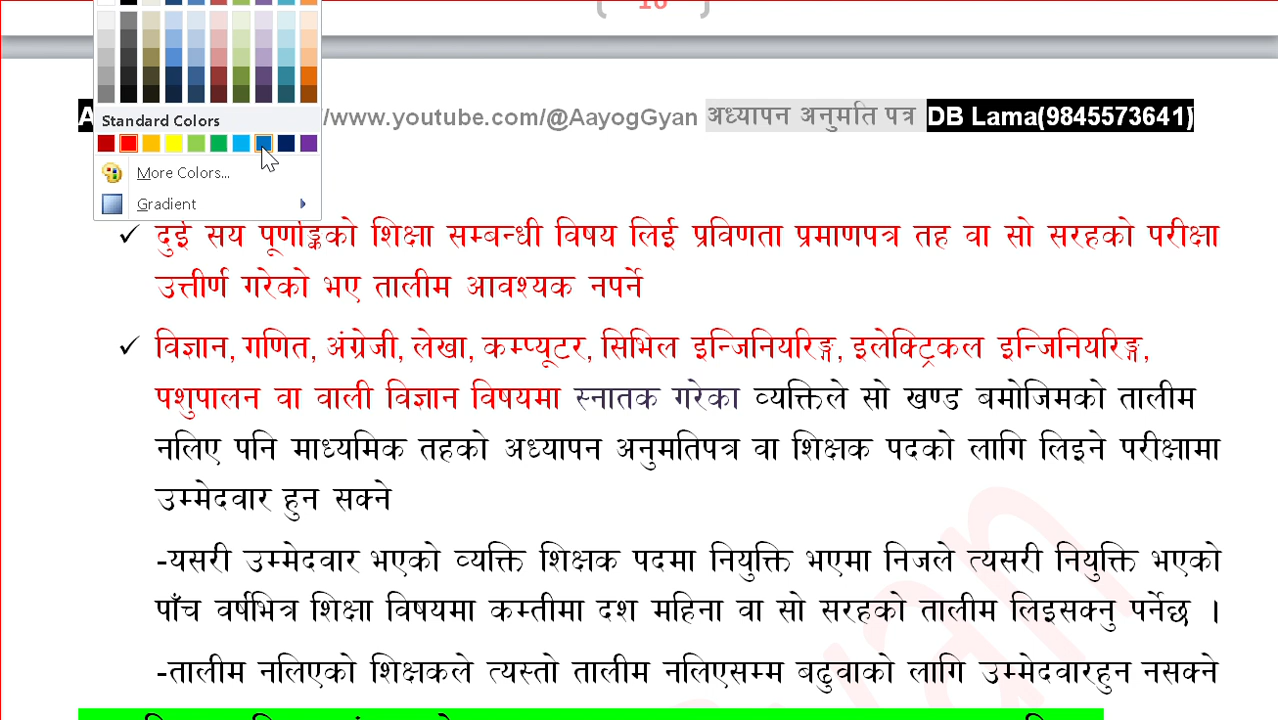 16
/www.youtube.com/@AayogGyan अध्यापन अनुमति पत्र DB Lama(9845573641)
Standard Colors
More Colors...
Gradient
✓ दुई सय पूर्णाङ्कको शिक्षा सम्बन्धी विषय लिई प्रविणता प्रमाणपत्र तह वा सो सरहको परीक्षा
उत्तीर्ण गरेको भए तालीम आवश्यक नपर्ने
✓ विज्ञान, गणित, अंग्रेजी, लेखा, कम्प्यूटर, सिभिल इन्जिनियरिङ्ग, इलेक्ट्रिकल इन्जिनियरिङ्ग,
पशुपालन वा वाली विज्ञान विषयमा स्नातक गरेका व्यक्तिले सो खण्ड बमोजिमको तालीम
नलिए पनि माध्यमिक तहको अध्यापन अनुमतिपत्र वा शिक्षक पदको लागि लिइने परीक्षामा
उम्मेदवार हुन सक्ने
-यसरी उम्मेदवार भएको व्यक्ति शिक्षक पदमा नियुक्ति भएमा निजले त्यसरी नियुक्ति भएको
पाँच वर्षभित्र शिक्षा विषयमा कम्तीमा दश महिना वा सो सरहको तालीम लिइसक्नु पर्नेछ ।
-तालीम नलिएको शिक्षकले त्यस्तो तालीम नलिएसम्म बढुवाको लागि उम्मेदवारहुन नसक्ने